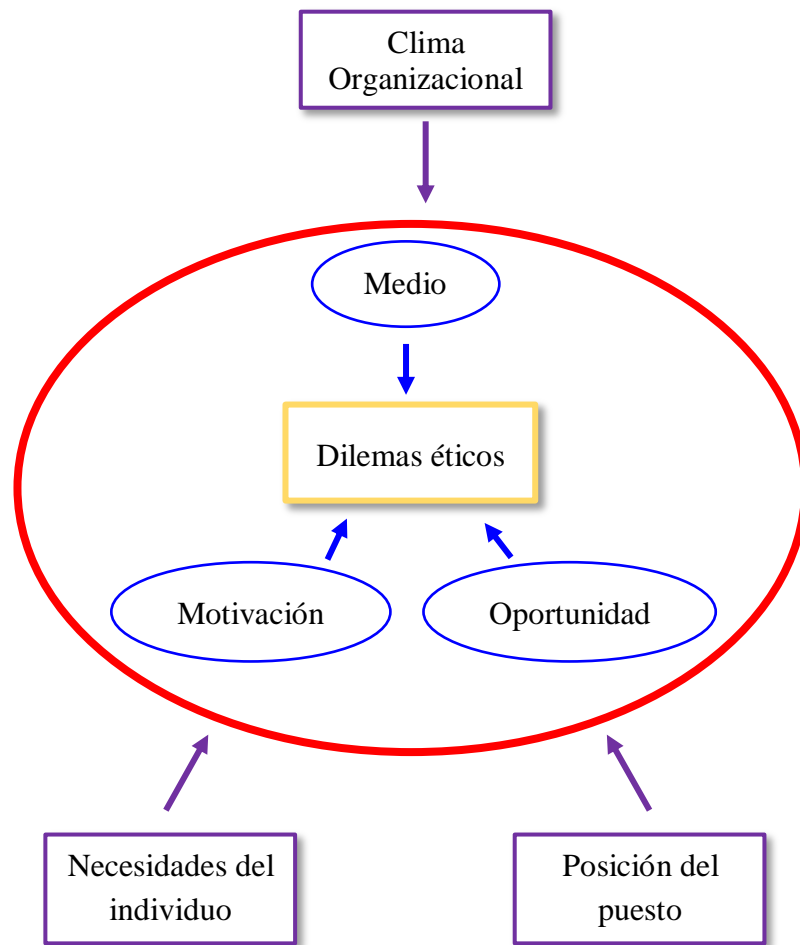 Clima
Organizacional
Medio
Dilemas éticos
Motivación
Oportunidad
Necesidades del
individuo
Posición del
puesto